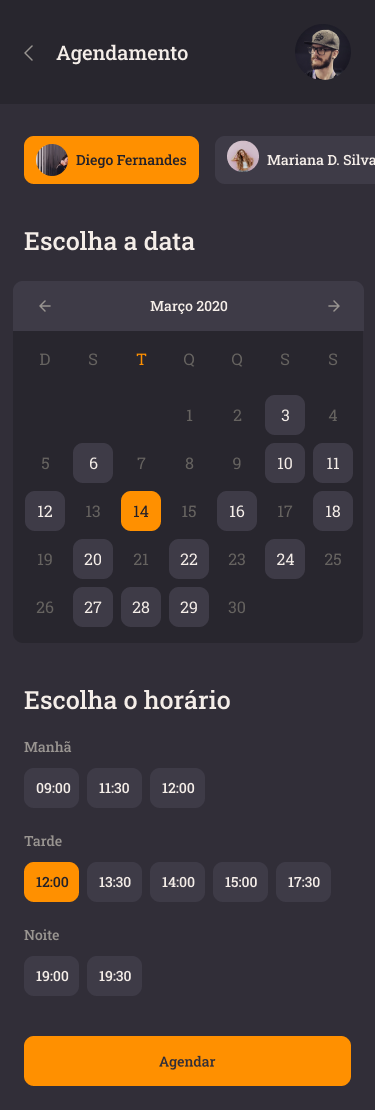 Agendamento
Diego Fernandes
Mariana D. Silva
Escolha a data
Março 2020
D S T Q Q S S
1 2 3 4
5 6 7 8 9 10 11
12 13 14 15 16 17 18
19 20 21 22 23 24 25
26 27 28 29 30
Escolha o horário
Manhã
09:00 11:30 12:00
Tarde
12:00 13:30 14:00 15:00 17:30
Noite
19:00 19:30
Agendar